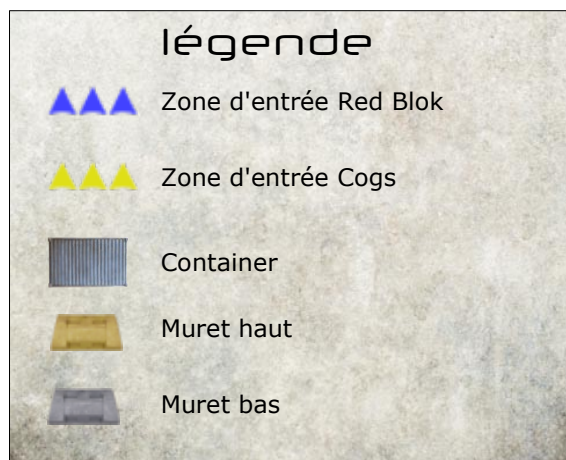 légende
Zone d'entrée Red Blok
Zone d'entrée Cogs
Container
Muret haut
Muret bas